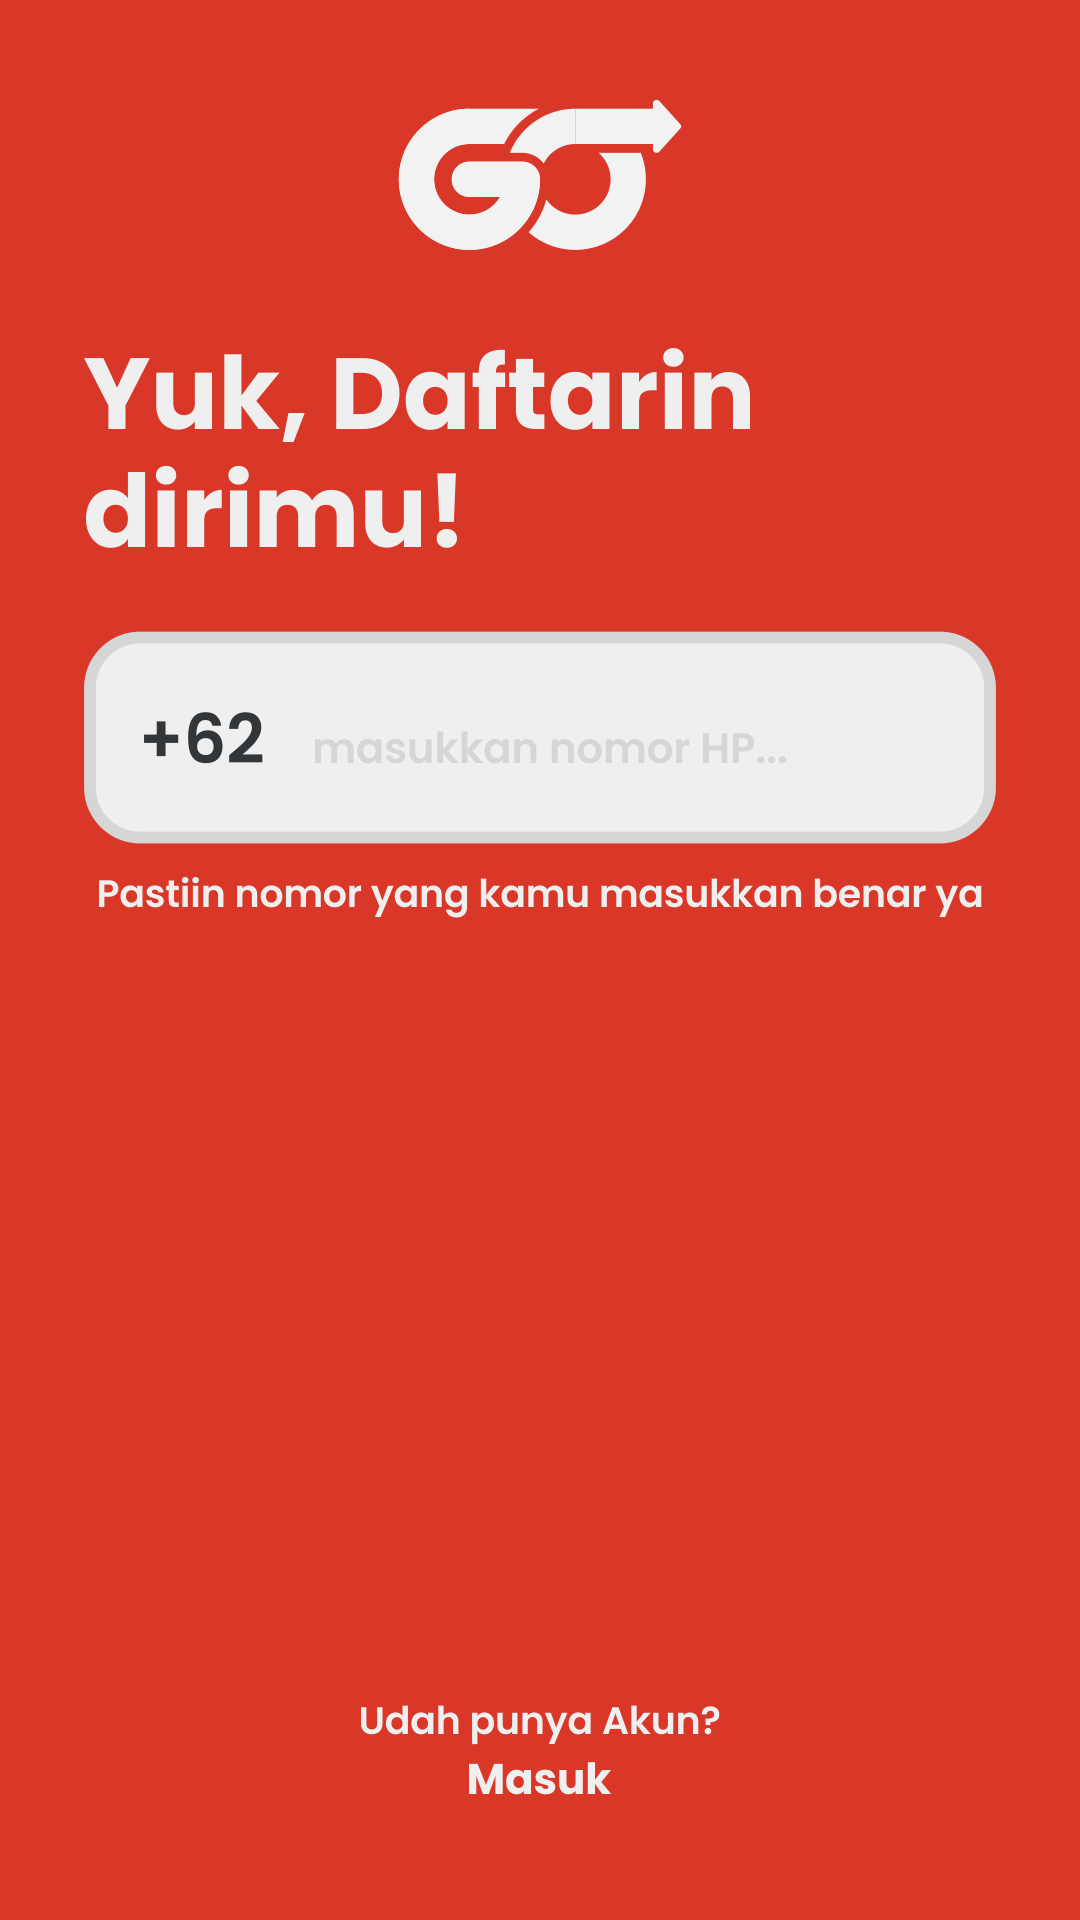 GO
Yuk, Daftarin
dirimu!
+62 masukkan nomor HP...
Pastiin nomor yang kamu masukkan benar ya
Udah punya Akun?
Masuk